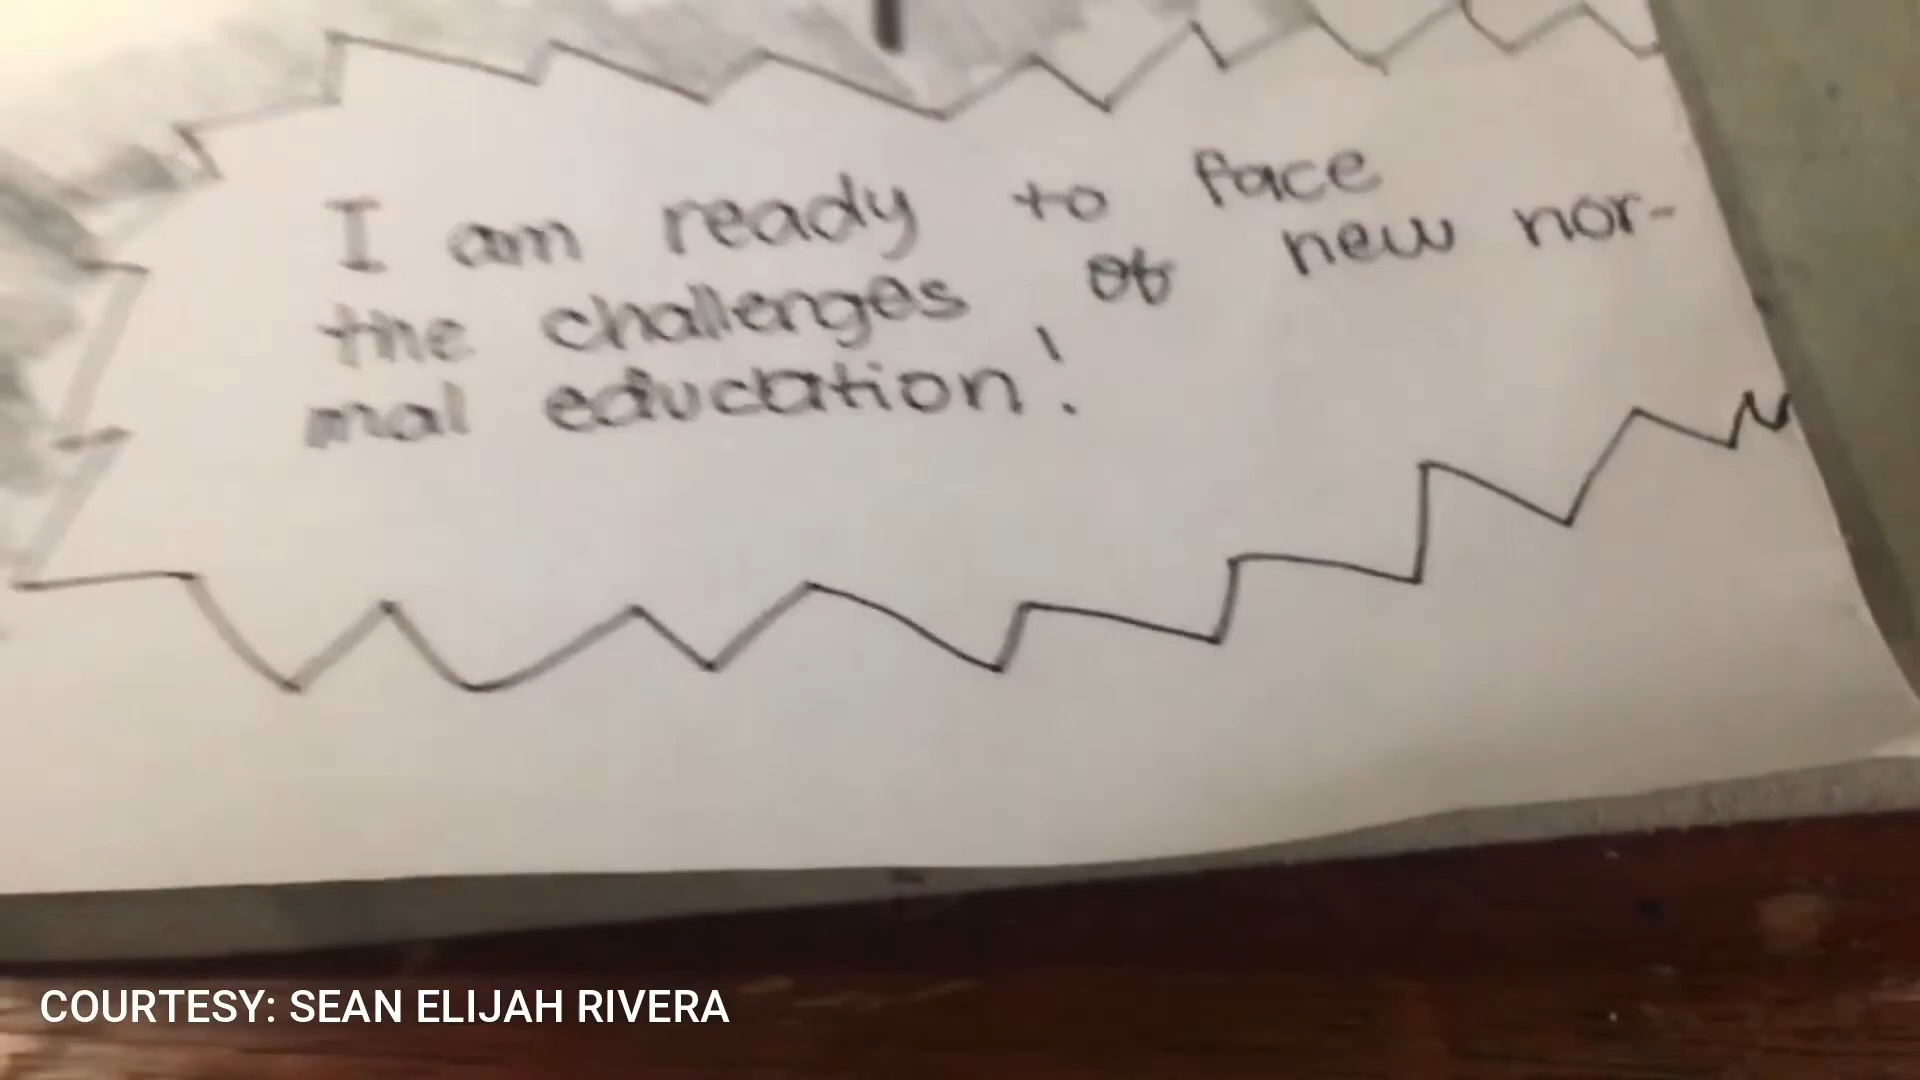 I am ready to face
the challenges of new nor-
mal education!
COURTESY: SEAN ELIJAH RIVERA